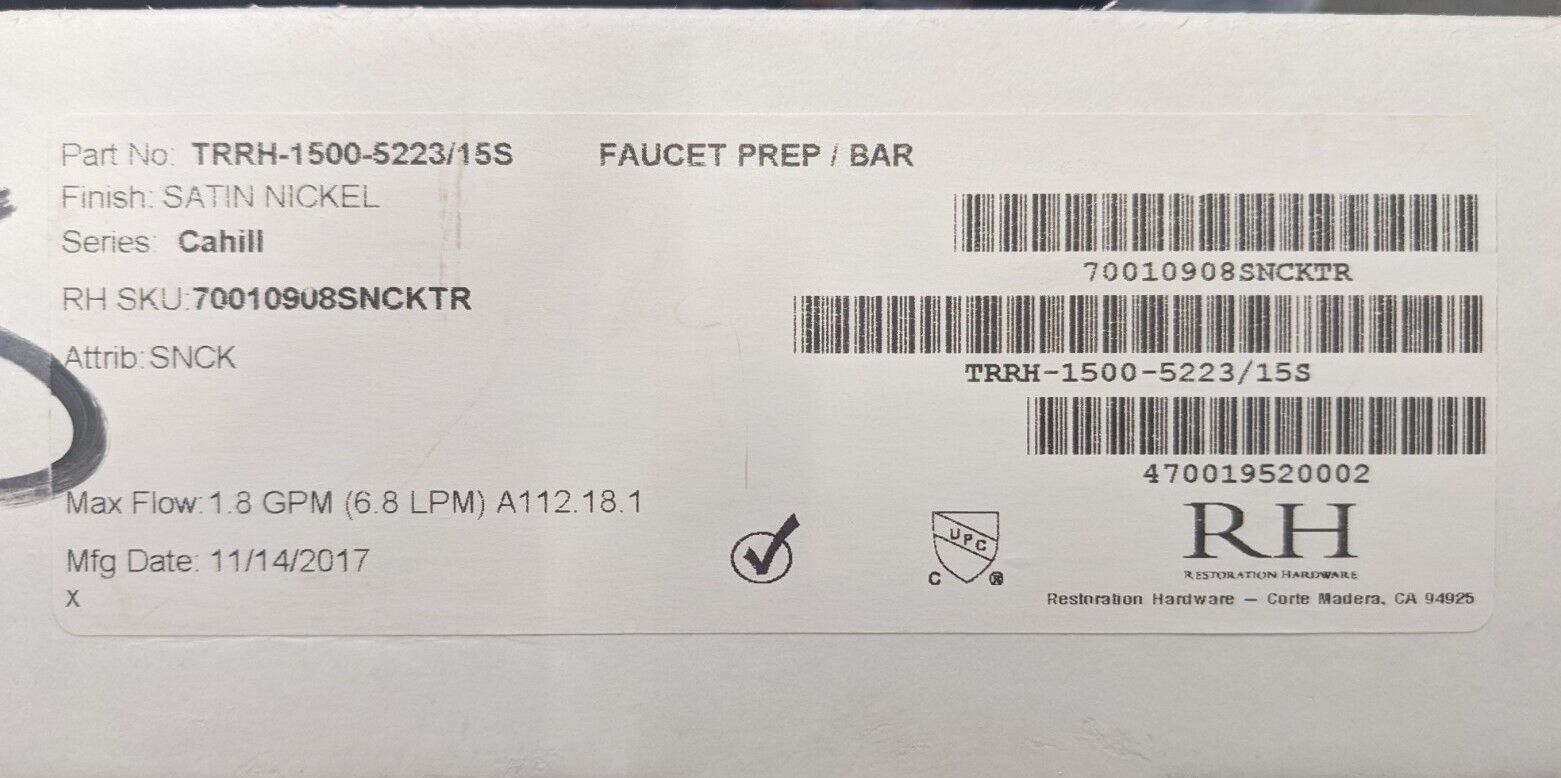 Part No: TRRH-1500-5223/15S FAUCET PREP / BAR
Finish: SATIN NICKEL
Series: Cahill
70010908SNCKTR
RH SKU:70010908SNCKTR
Attrib:SNCK
TRRH-1500-5223/15S
470019520002
Max Flow:1.8 GPM (6.8 LPM) A112.18.1
UPC
C ®
RH
RESTORATION HARDWARE
Mfg Date: 11/14/2017
X
Restoration Hardware – Corte Madera, CA 94925